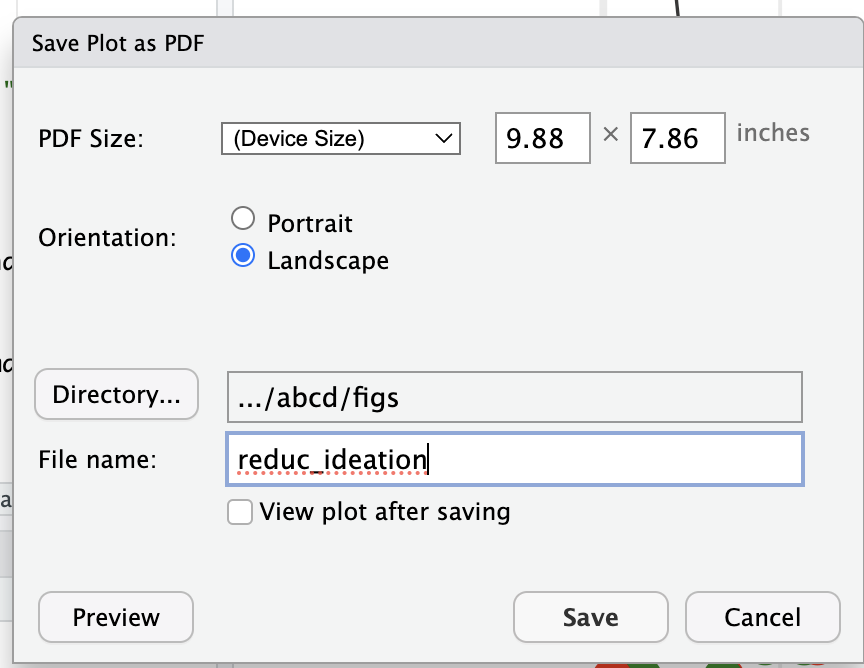 Save Plot as PDF
PDF Size: (Device Size) 9.88 × 7.86 inches
Orientation: Portrait
Landscape
Directory... .../abcd/figs
File name: reduc_ideation
View plot after saving
Preview Save Cancel